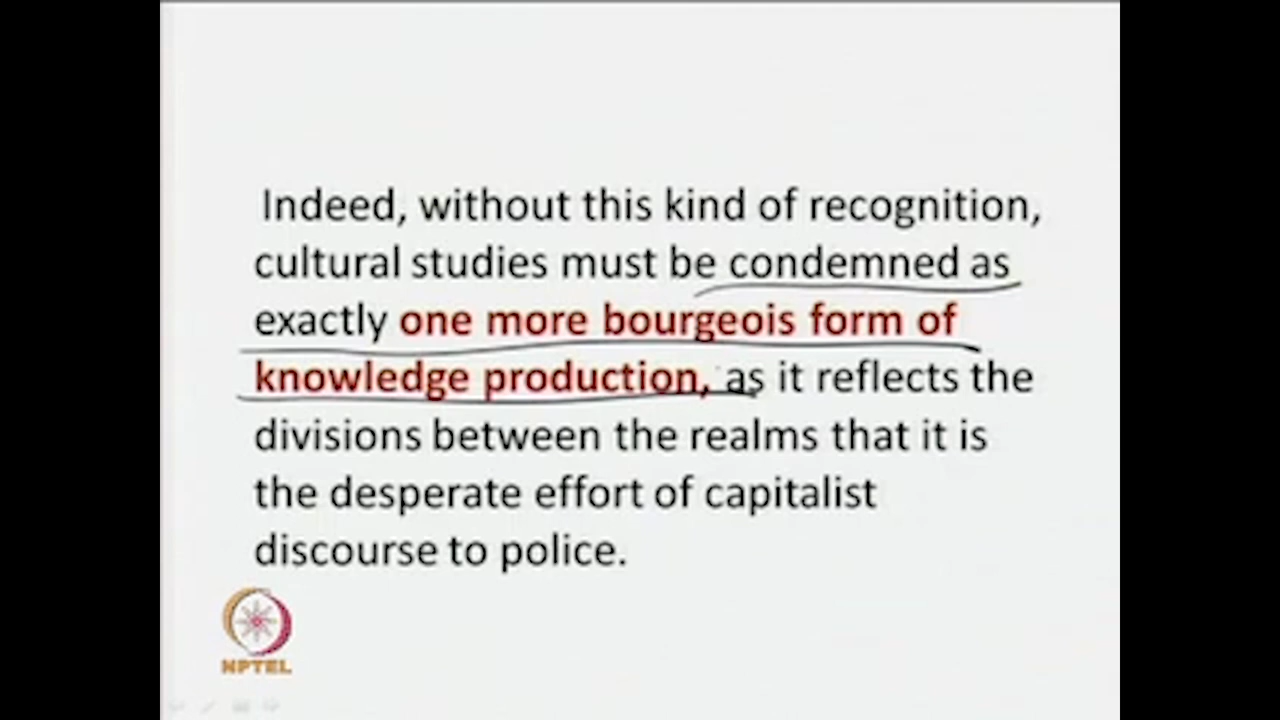 Indeed, without this kind of recognition,
cultural studies must be condemned as
exactly one more bourgeois form of
knowledge production, as it reflects the
divisions between the realms that it is
the desperate effort of capitalist
discourse to police.
NPTEL